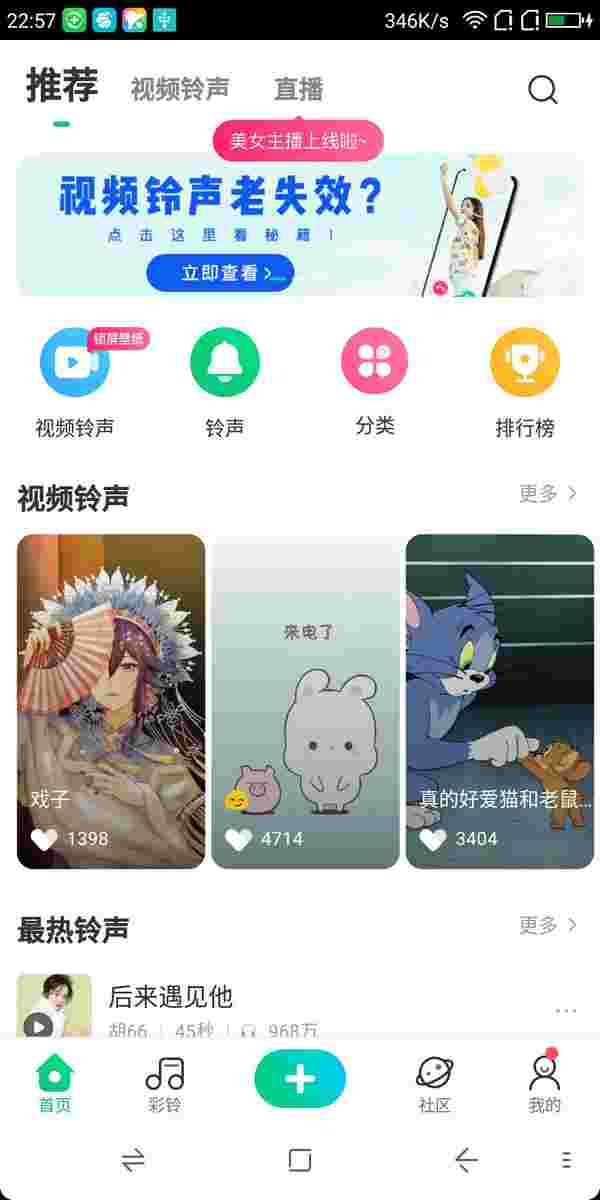 22:57
346K/s
推荐
视频铃声
直播
美女主播上线啦~
视频铃声老失效？
点击这里看秘籍！
立即查看 >
锁屏壁纸
视频铃声
铃声
分类
排行榜
视频铃声
更多 >
来电了
戏子
1398
4714
真的好爱猫和老鼠...
3404
最热铃声
更多 >
后来遇见他
胡66 | 45秒 | 968万
首页
彩铃
社区
我的